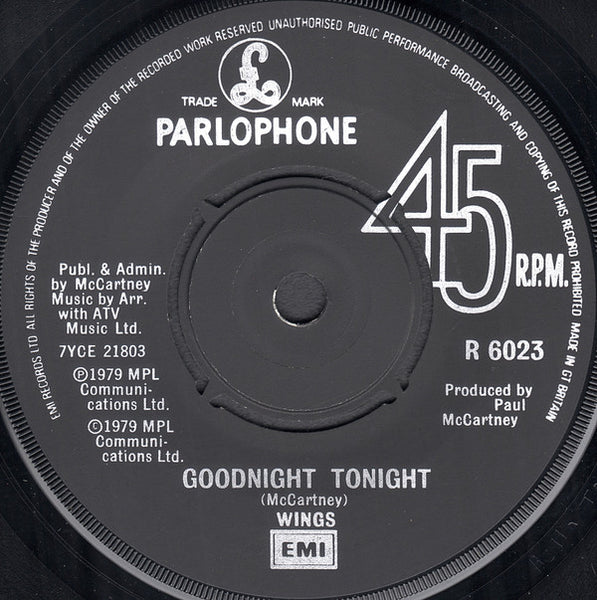 EMI RECORDS LTD ALL RIGHTS OF THE PRODUCER AND OF THE OWNER OF THE RECORDED WORK RESERVED UNAUTHORISED PUBLIC PERFORMANCE BROADCASTING AND COPYING OF THIS RECORD PROHIBITED MADE IN GT BRITAIN
£
TRADE MARK
PARLOPHONE
45
R.P.M.
Publ. & Admin.
by McCartney
Music by Arr.
with ATV
Music Ltd.
7YCE 21803
℗1979 MPL
Communi-
cations Ltd.
©1979 MPL
Communi-
cations Ltd.
R 6023
Produced by
Paul
McCartney
GOODNIGHT TONIGHT
(McCartney)
WINGS
EMI